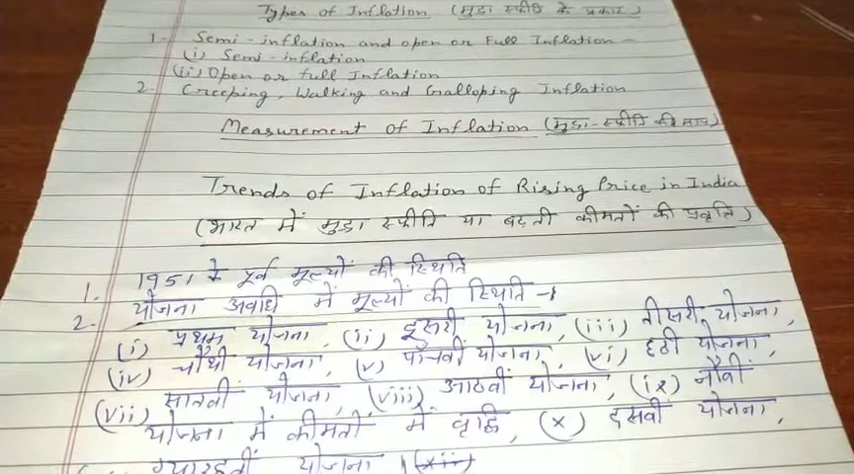 Types of Inflation (मुद्रा स्फीति के प्रकार)
1- Semi-inflation and open or Full Inflation-
(i) Semi-inflation
(ii) Open or full Inflation
2- Creeping, Walking and Galloping Inflation
Measurement of Inflation (मुद्रा-स्फीति की माप)
Trends of Inflation of Rising Price in India
(भारत में मुद्रा स्फीति या बढ़ती कीमतों की प्रवृत्ति)
1. 1951 के पूर्व मूल्यों की स्थिति
2. योजना अवधि में मूल्यों की स्थिति -
(i) प्रथम योजना, (ii) दूसरी योजना, (iii) तीसरी योजना,
(iv) चौथी योजना, (v) पाँचवीं योजना, (vi) छठी योजना,
(vii) सातवीं योजना, (viii) आठवीं योजना, (ix) नौवीं
योजना में कीमतों में वृद्धि, (x) दसवीं योजना,
ग्यारहवीं योजना (xii)